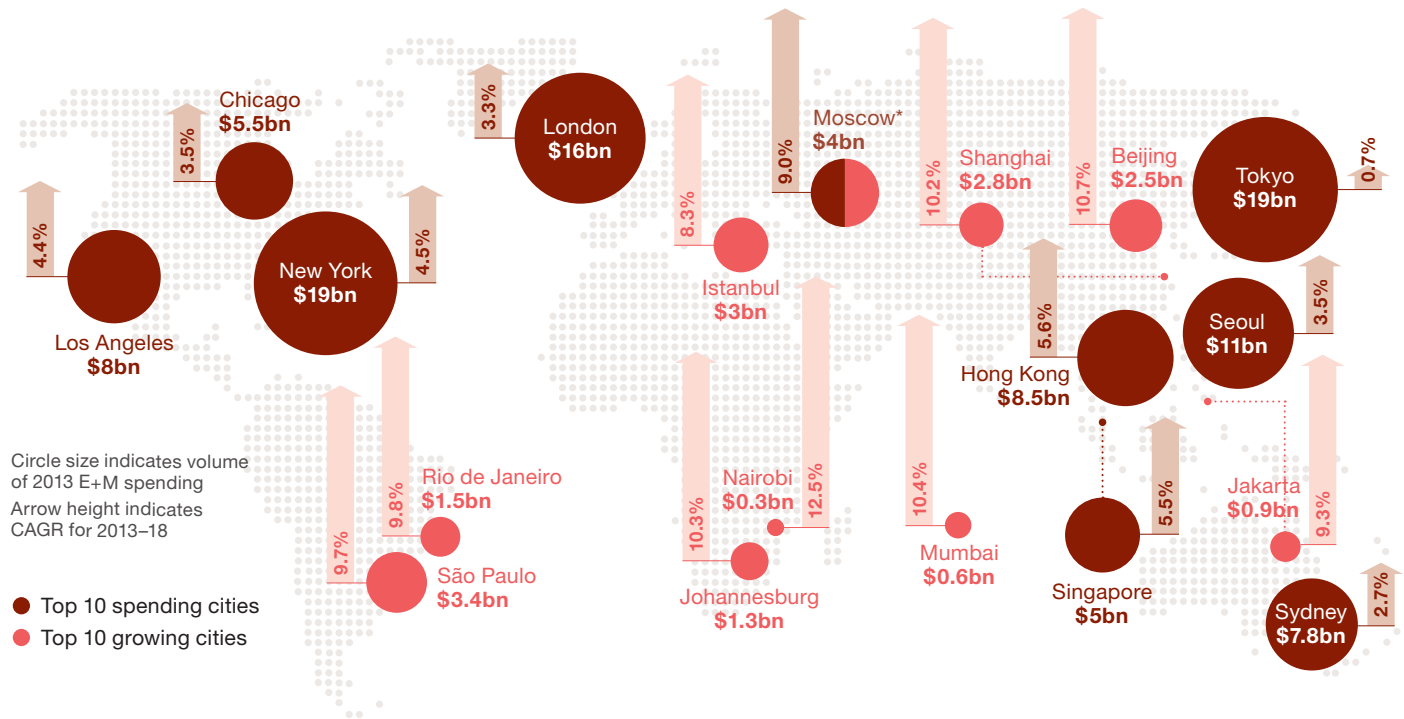 Chicago
$5.5bn
3.5%
4.4%
Los Angeles
$8bn
New York
$19bn
4.5%
3.3%
London
$16bn
8.3%
Istanbul
$3bn
9.0%
Moscow*
$4bn
10.2%
Shanghai
$2.8bn
10.7%
Beijing
$2.5bn
Tokyo
$19bn
0.7%
5.6%
Hong Kong
$8.5bn
Seoul
$11bn
3.5%
9.7%
São Paulo
$3.4bn
9.8%
Rio de Janeiro
$1.5bn
10.3%
Johannesburg
$1.3bn
Nairobi
$0.3bn
12.5%
10.4%
Mumbai
$0.6bn
5.5%
Singapore
$5bn
Jakarta
$0.9bn
9.3%
Sydney
$7.8bn
2.7%
Circle size indicates volume
of 2013 E+M spending
Arrow height indicates
CAGR for 2013–18
Top 10 spending cities
Top 10 growing cities